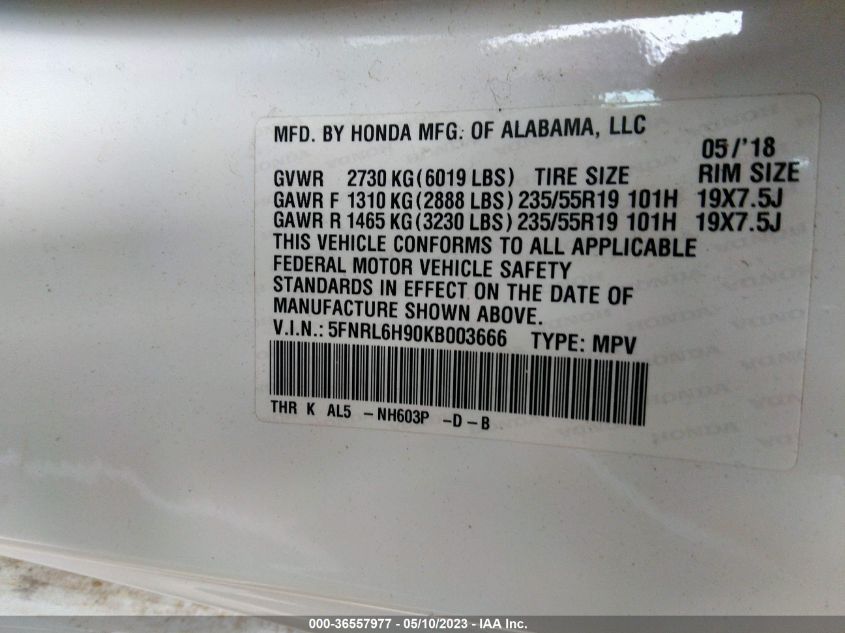 MFD. BY HONDA MFG. OF ALABAMA, LLC
05/'18
GVWR 2730 KG(6019 LBS) TIRE SIZE RIM SIZE
GAWR F 1310 KG(2888 LBS)235/55R19 101H 19X7.5J
GAWR R 1465 KG(3230 LBS)235/55R19 101H 19X7.5J
THIS VEHICLE CONFORMS TO ALL APPLICABLE
FEDERAL MOTOR VEHICLE SAFETY
STANDARDS IN EFFECT ON THE DATE OF
MANUFACTURE SHOWN ABOVE.
V.I.N.: 5FNRL6H90KB003666 TYPE: MPV
THR K AL5 -NH603P -D-B
000-36557977 - 05/10/2023 - IAA Inc.